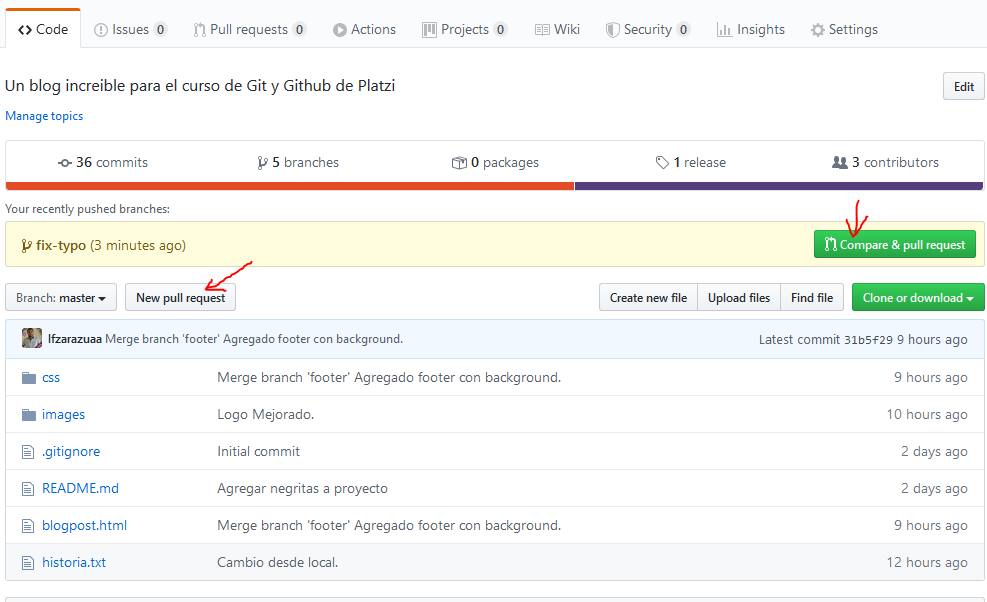 Code Issues 0 Pull requests 0 Actions Projects 0 Wiki Security 0 Insights Settings
Un blog increible para el curso de Git y Github de Platzi Edit
Manage topics
36 commits 5 branches 0 packages 1 release 3 contributors
Your recently pushed branches:
fix-typo (3 minutes ago) Compare & pull request
Branch: master New pull request Create new file Upload files Find file Clone or download
lfzarazuaa Merge branch 'footer' Agregado footer con background. Latest commit 31b5f29 9 hours ago
css Merge branch 'footer' Agregado footer con background. 9 hours ago
images Logo Mejorado. 10 hours ago
.gitignore Initial commit 2 days ago
README.md Agregar negritas a proyecto 2 days ago
blogpost.html Merge branch 'footer' Agregado footer con background. 9 hours ago
historia.txt Cambio desde local. 12 hours ago